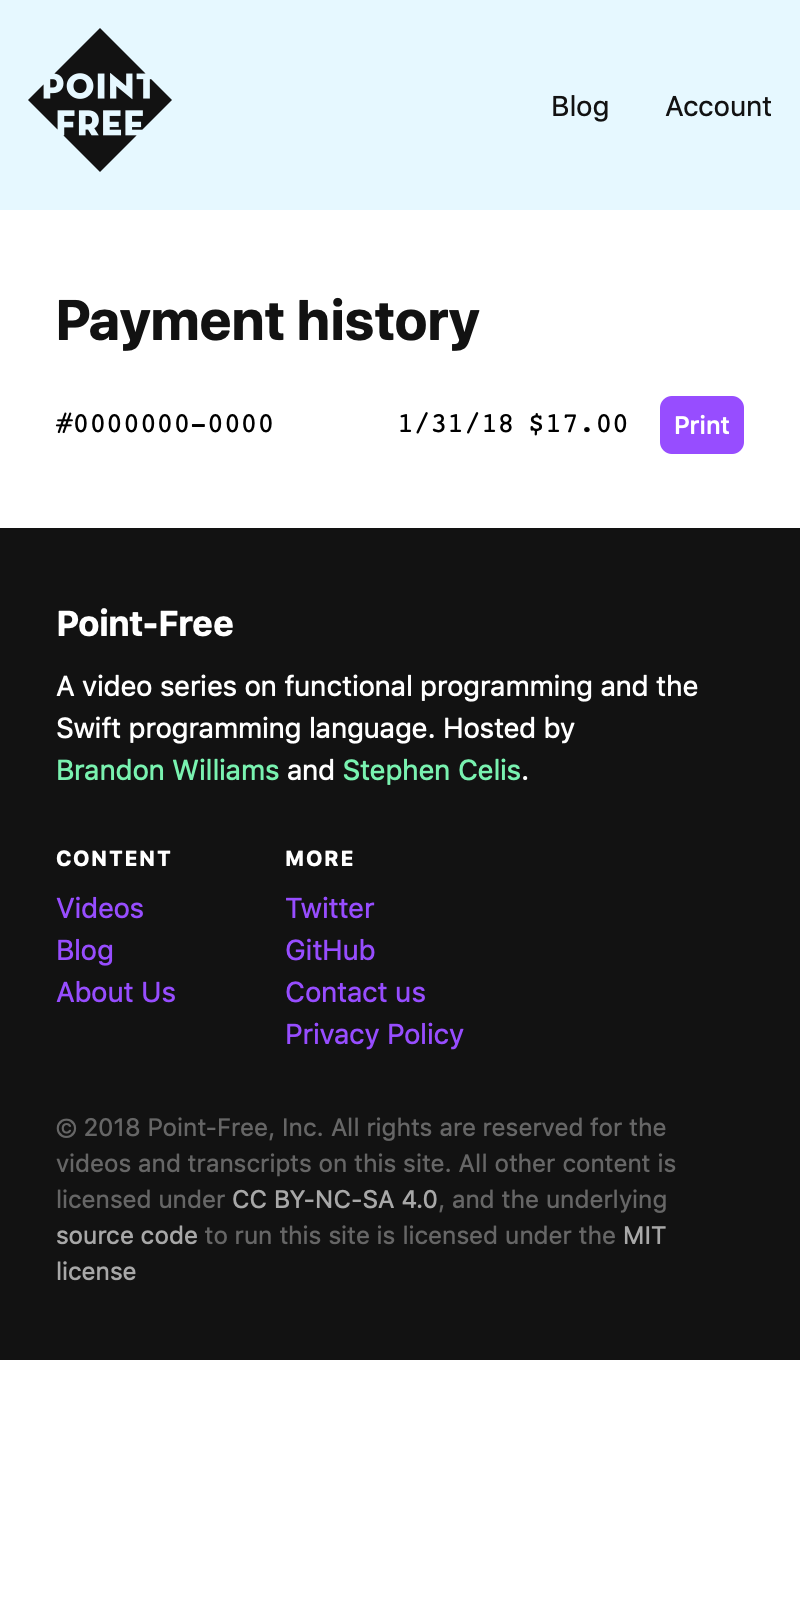 POINT
FREE
Blog Account
Payment history
#0000000-0000 1/31/18 $17.00 Print
Point-Free
A video series on functional programming and the
Swift programming language. Hosted by
Brandon Williams and Stephen Celis.
CONTENT
Videos
Blog
About Us
MORE
Twitter
GitHub
Contact us
Privacy Policy
© 2018 Point-Free, Inc. All rights are reserved for the
videos and transcripts on this site. All other content is
licensed under CC BY-NC-SA 4.0, and the underlying
source code to run this site is licensed under the MIT
license